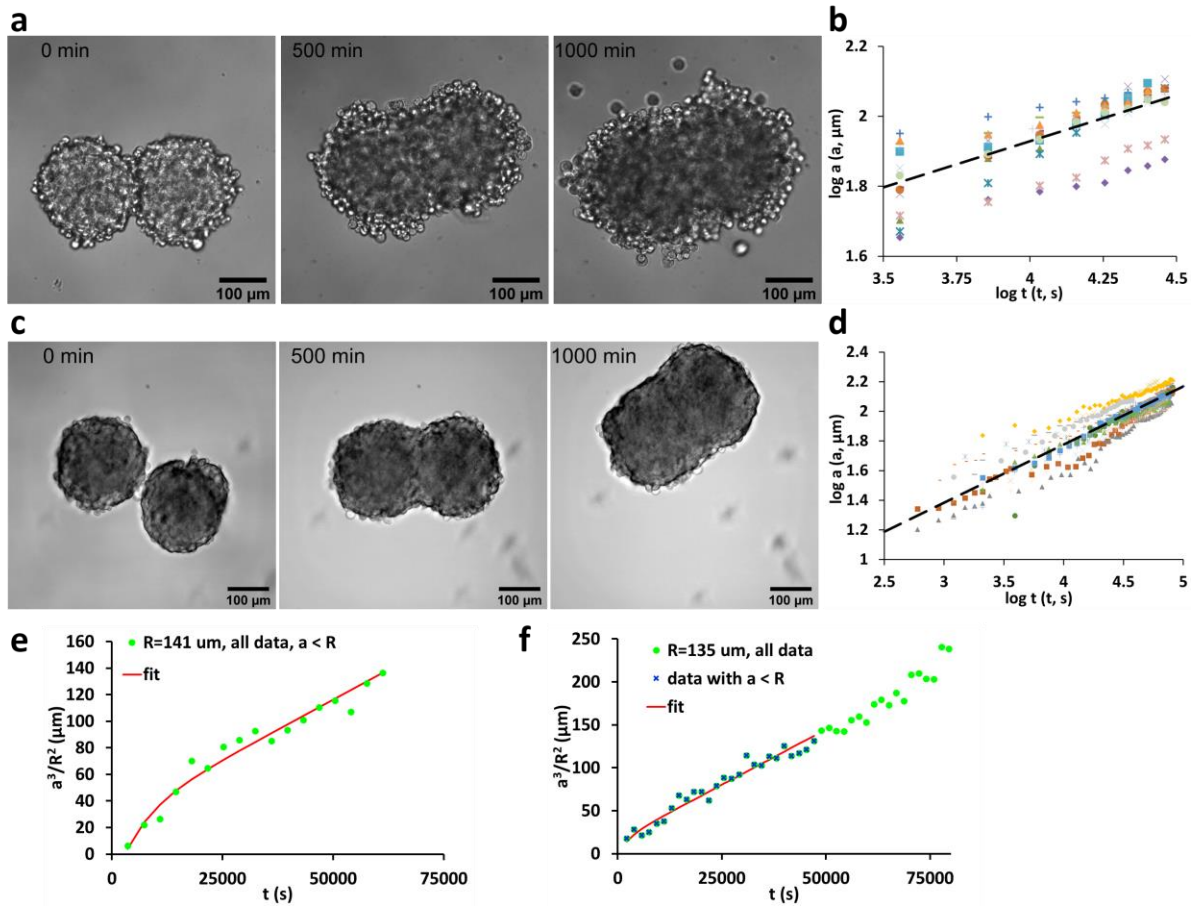 a
0 min
500 min
1000 min
100 µm
100 µm
100 µm
b
2.2
2
1.8
1.6
log a (a, µm)
3.5 3.75 4 4.25 4.5
log t (t, s)
c
0 min
500 min
1000 min
100 µm
100 µm
100 µm
d
2.4
2.2
2
1.8
1.6
1.4
1.2
1
log a (a, µm)
2.5 3 3.5 4 4.5 5
log t (t, s)
e
160
140
120
100
80
60
40
20
0
a³/R² (µm)
R=141 um, all data, a < R
fit
0 25000 50000 75000
t (s)
f
250
200
150
100
50
0
a³/R² (µm)
R=135 um, all data
data with a < R
fit
0 25000 50000 75000
t (s)